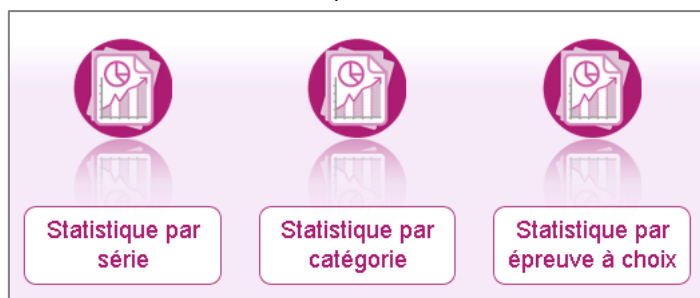 Statistique par
série
Statistique par
catégorie
Statistique par
épreuve à choix